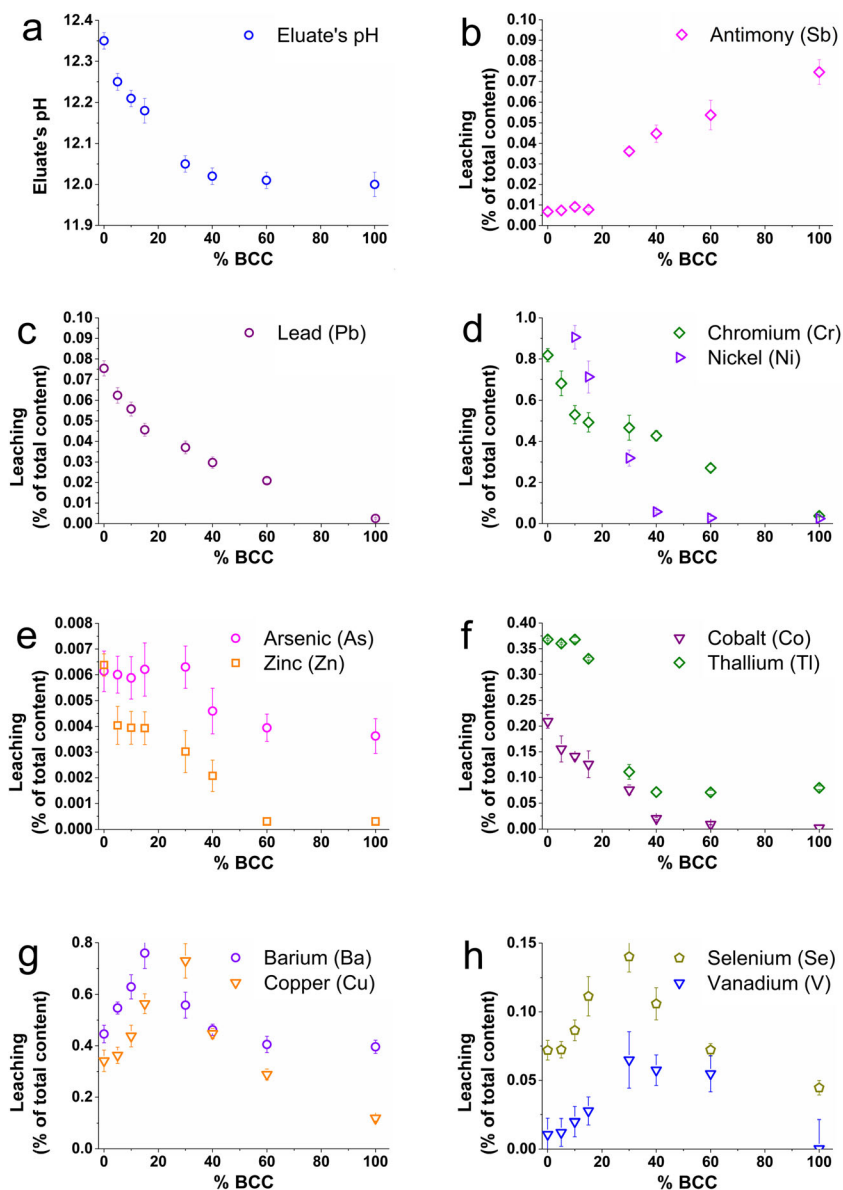 a
Eluate's pH
12.4
12.3
12.2
12.1
12.0
11.9
Eluate's pH
0 20 40 60 80 100
% BCC
b
Antimony (Sb)
0.10
0.09
0.08
0.07
0.06
0.05
0.04
0.03
0.02
0.01
0.00
Leaching
(% of total content)
0 20 40 60 80 100
% BCC
c
Lead (Pb)
0.10
0.09
0.08
0.07
0.06
0.05
0.04
0.03
0.02
0.01
0.00
Leaching
(% of total content)
0 20 40 60 80 100
% BCC
d
Chromium (Cr)
Nickel (Ni)
1.0
0.8
0.6
0.4
0.2
0.0
Leaching
(% of total content)
0 20 40 60 80 100
% BCC
e
Arsenic (As)
Zinc (Zn)
0.008
0.007
0.006
0.005
0.004
0.003
0.002
0.001
0.000
Leaching
(% of total content)
0 20 40 60 80 100
% BCC
f
Cobalt (Co)
Thallium (Tl)
0.40
0.35
0.30
0.25
0.20
0.15
0.10
0.05
0.00
Leaching
(% of total content)
0 20 40 60 80 100
% BCC
g
Barium (Ba)
Copper (Cu)
0.8
0.6
0.4
0.2
0.0
Leaching
(% of total content)
0 20 40 60 80 100
% BCC
h
Selenium (Se)
Vanadium (V)
0.15
0.10
0.05
0.00
Leaching
(% of total content)
0 20 40 60 80 100
% BCC